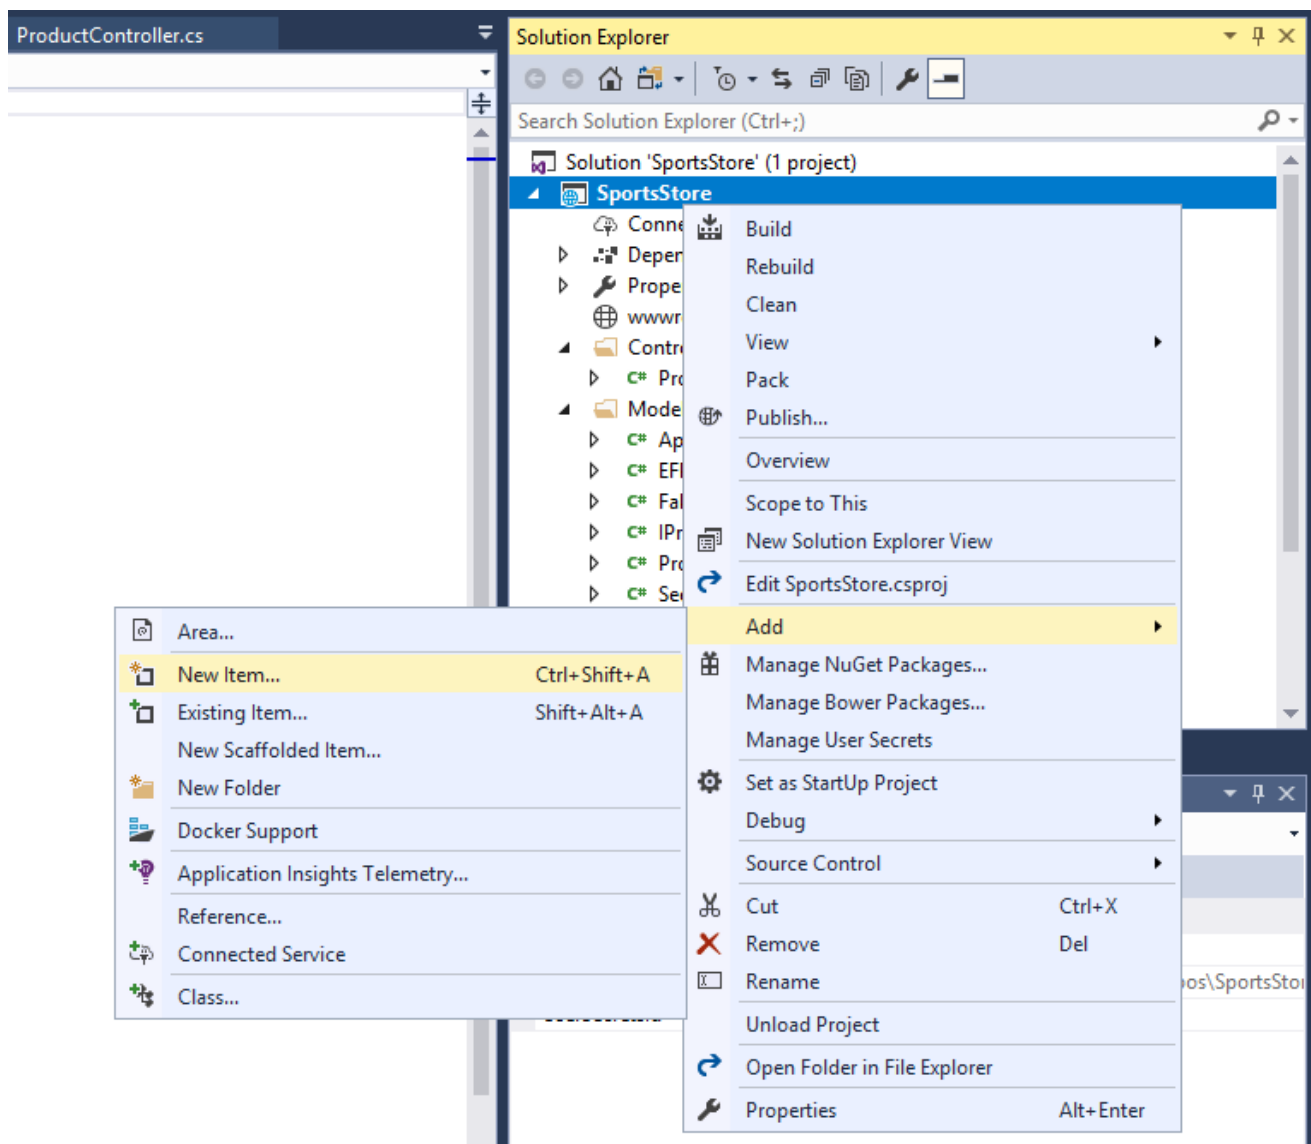 ProductController.cs
Solution Explorer
Search Solution Explorer (Ctrl+;)
Solution 'SportsStore' (1 project)
SportsStore
C#
C#
C#
C#
C#
C#
C#
Build
Rebuild
Clean
View
Pack
Publish...
Overview
Scope to This
New Solution Explorer View
Edit SportsStore.csproj
Add
Manage NuGet Packages...
Manage Bower Packages...
Manage User Secrets
Set as StartUp Project
Debug
Source Control
Cut Ctrl+X
Remove Del
Rename
Unload Project
Open Folder in File Explorer
Properties Alt+Enter
Area...
New Item... Ctrl+Shift+A
Existing Item... Shift+Alt+A
New Scaffolded Item...
New Folder
Docker Support
Application Insights Telemetry...
Reference...
Connected Service
Class...